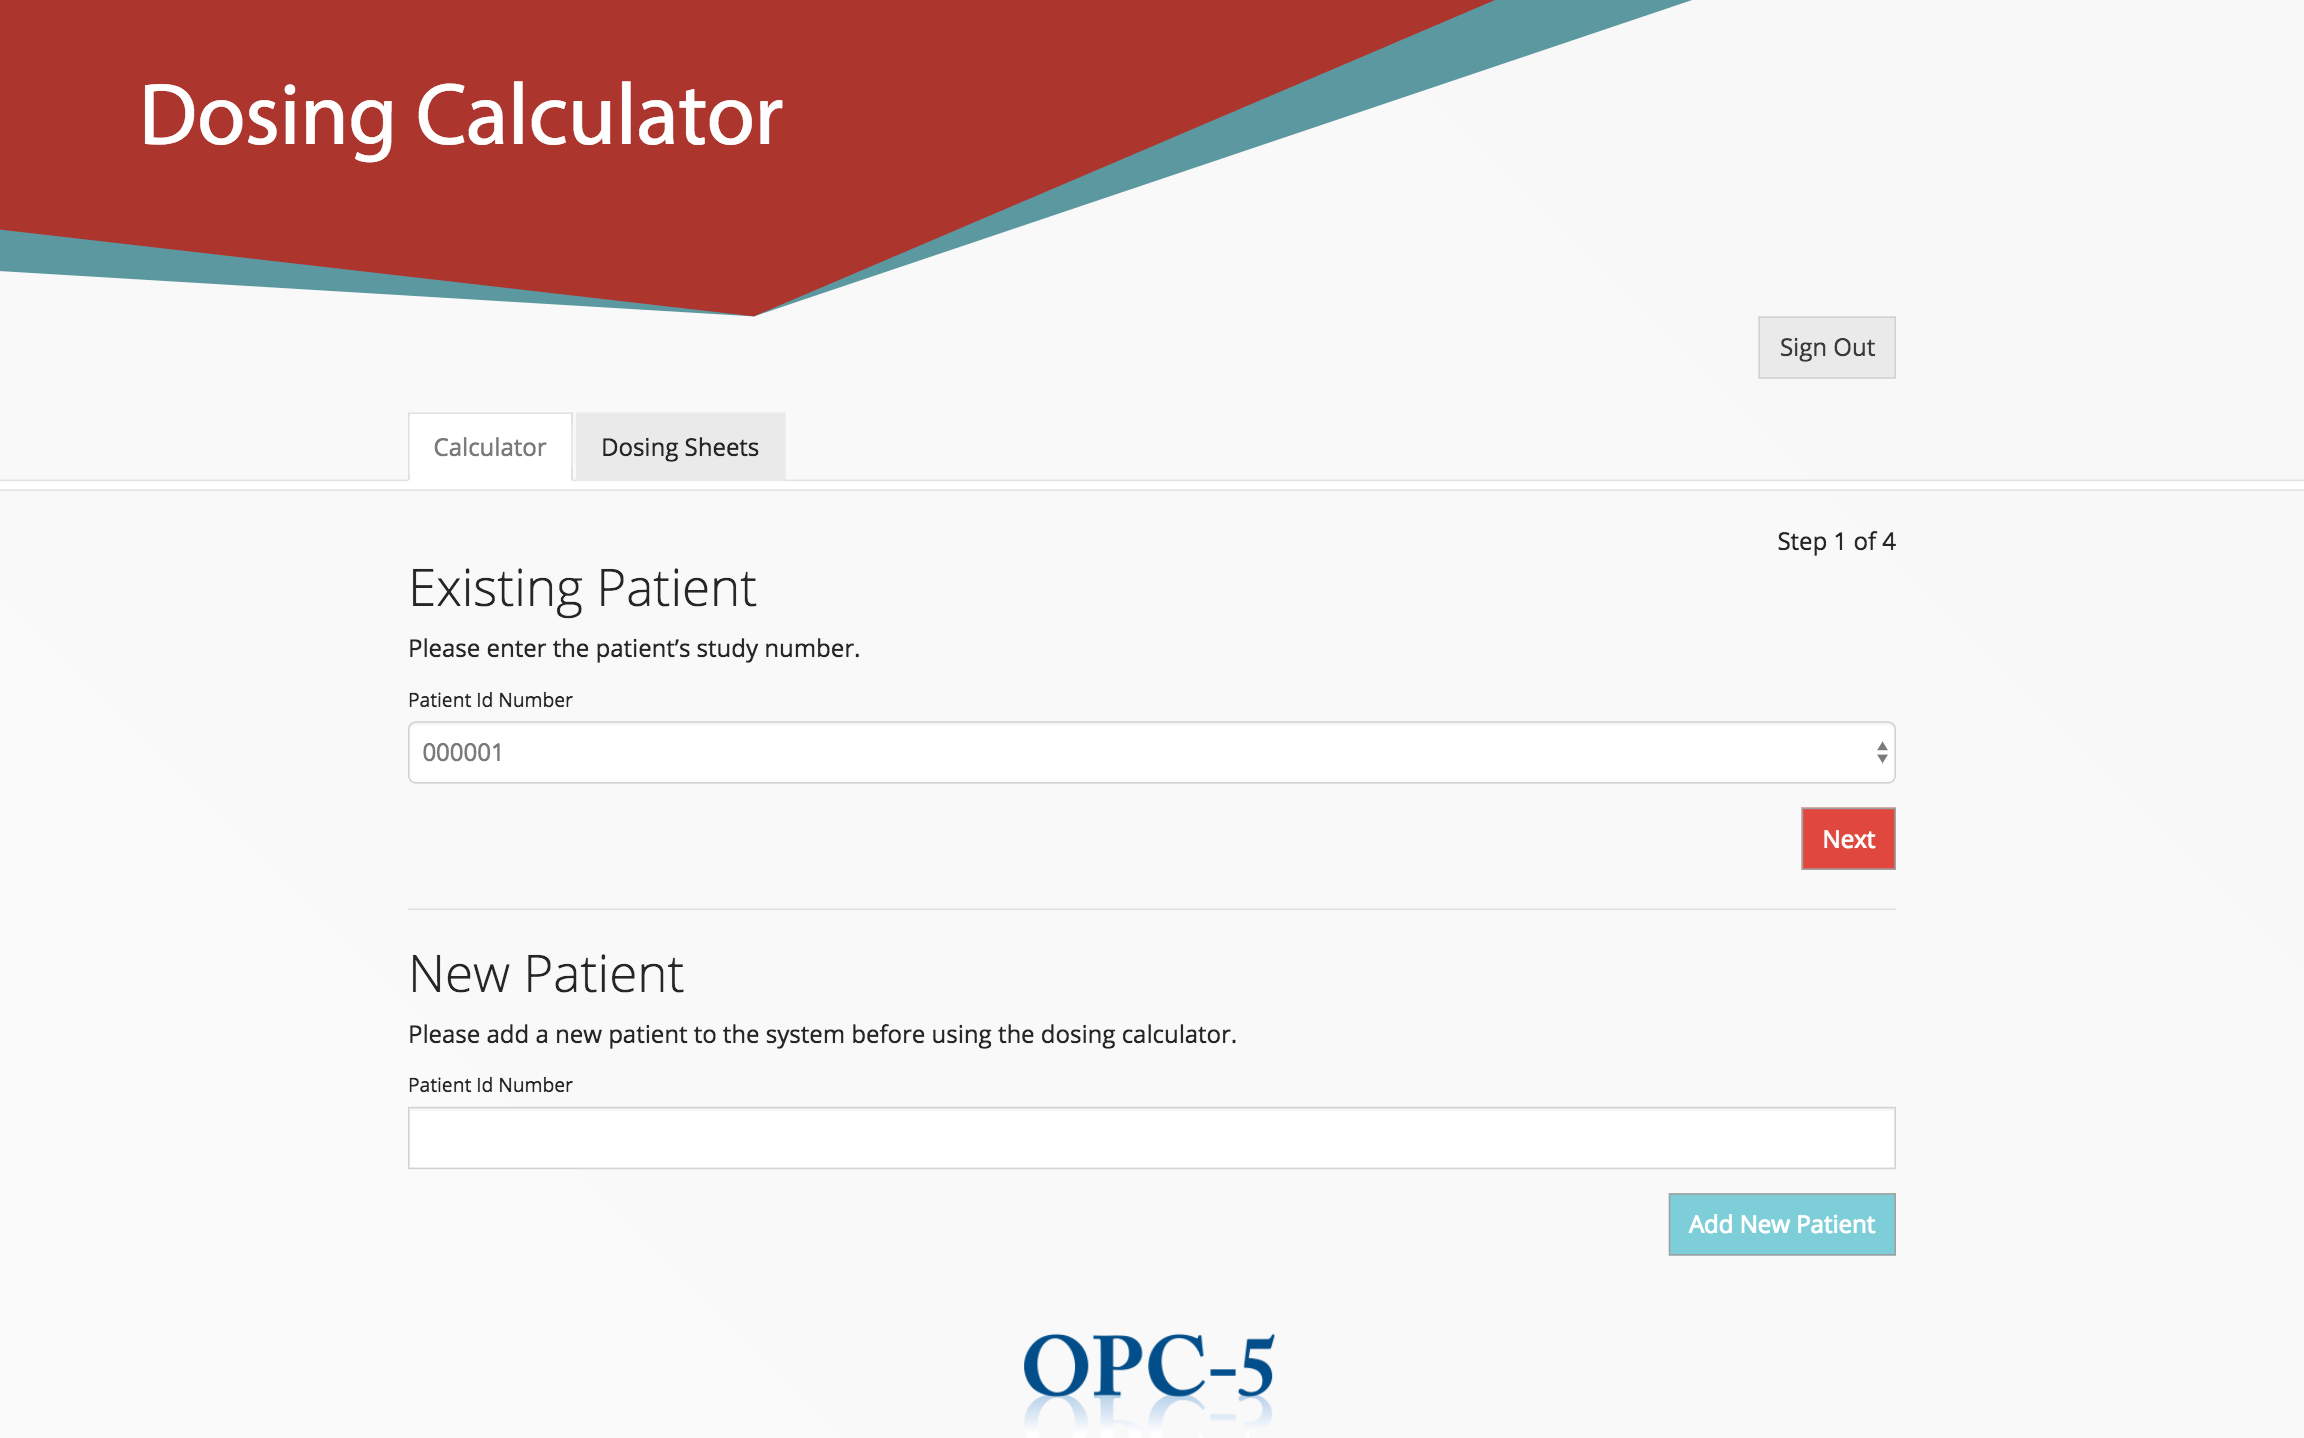 Dosing Calculator
Sign Out
Calculator
Dosing Sheets
Step 1 of 4
Existing Patient
Please enter the patient’s study number.
Patient Id Number
000001
Next
New Patient
Please add a new patient to the system before using the dosing calculator.
Patient Id Number
Add New Patient
OPC-5